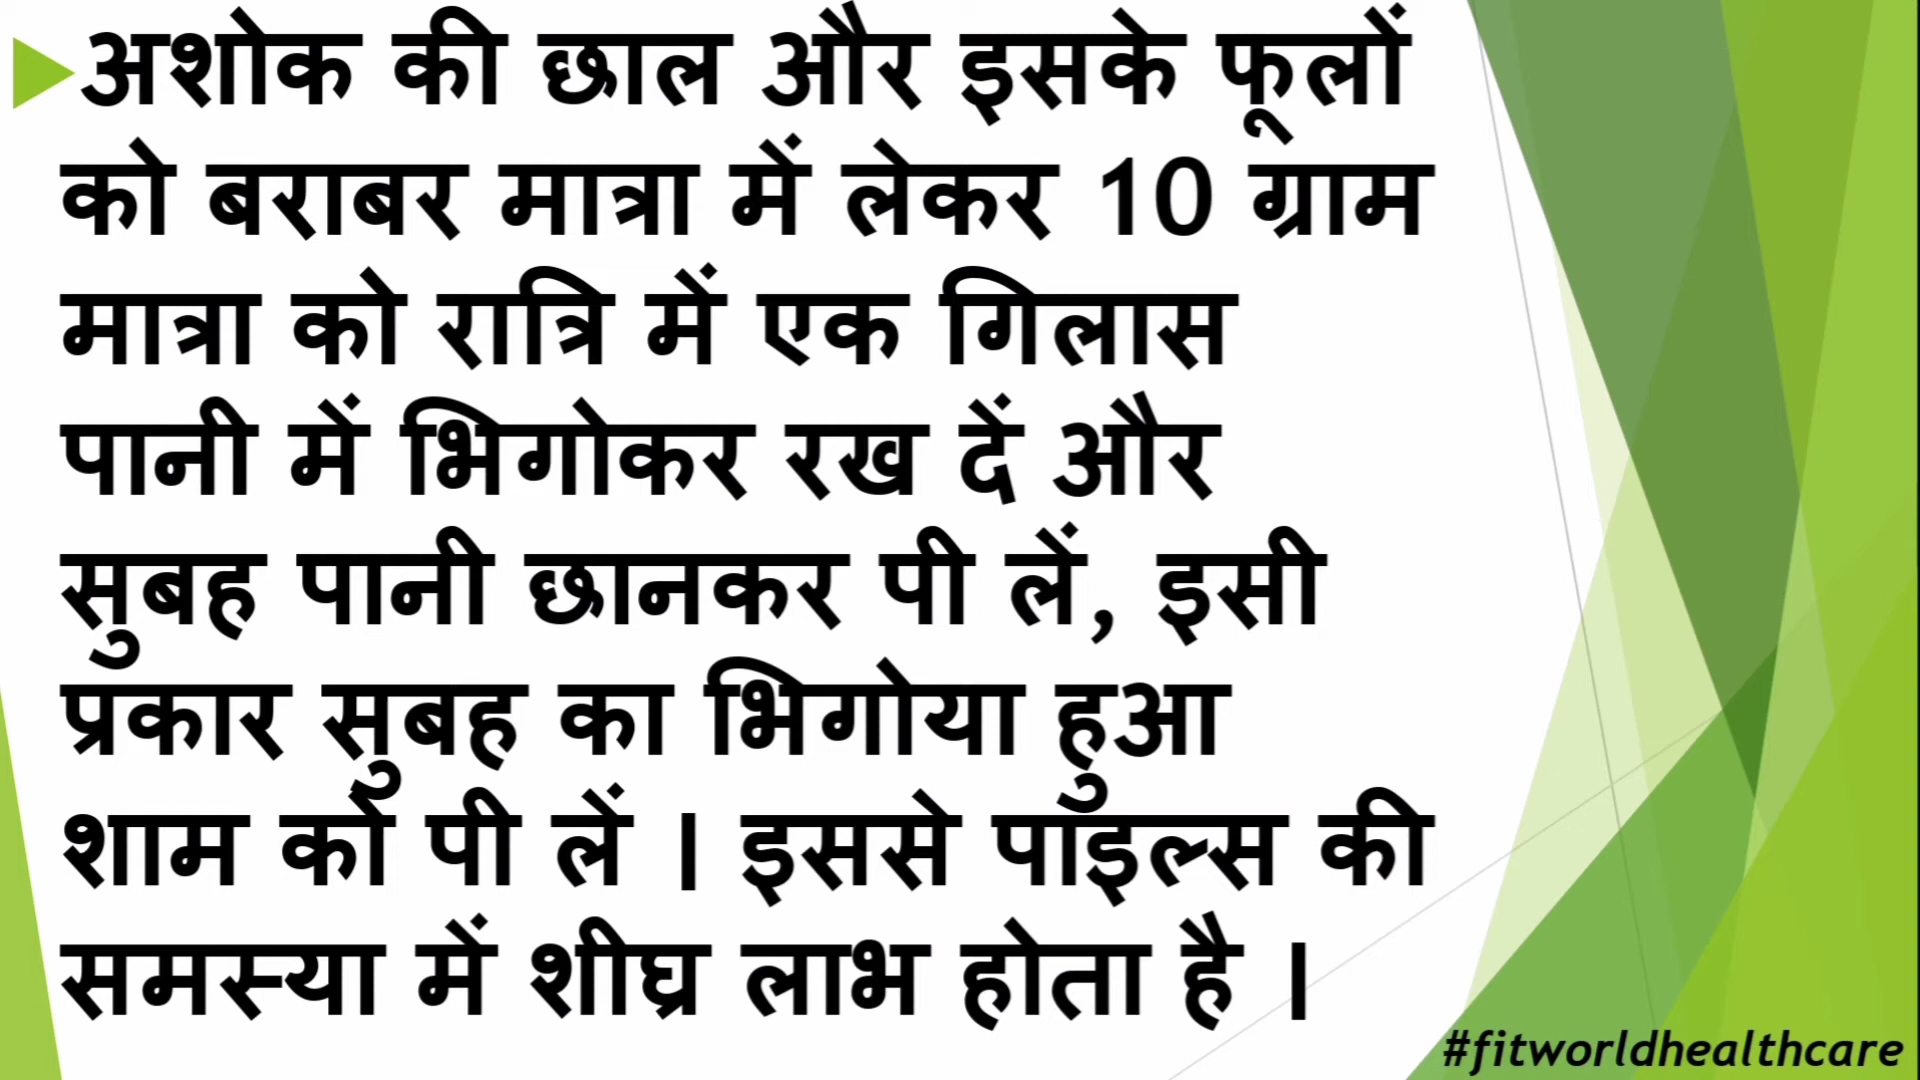 अशोक की छाल और इसके फूलों
को बराबर मात्रा में लेकर 10 ग्राम
मात्रा को रात्रि में एक गिलास
पानी में भिगोकर रख दें और
सुबह पानी छानकर पी लें, इसी
प्रकार सुबह का भिगोया हुआ
शाम को पी लें । इससे पाइल्स की
समस्या में शीघ्र लाभ होता है ।
#fitworldhealthcare